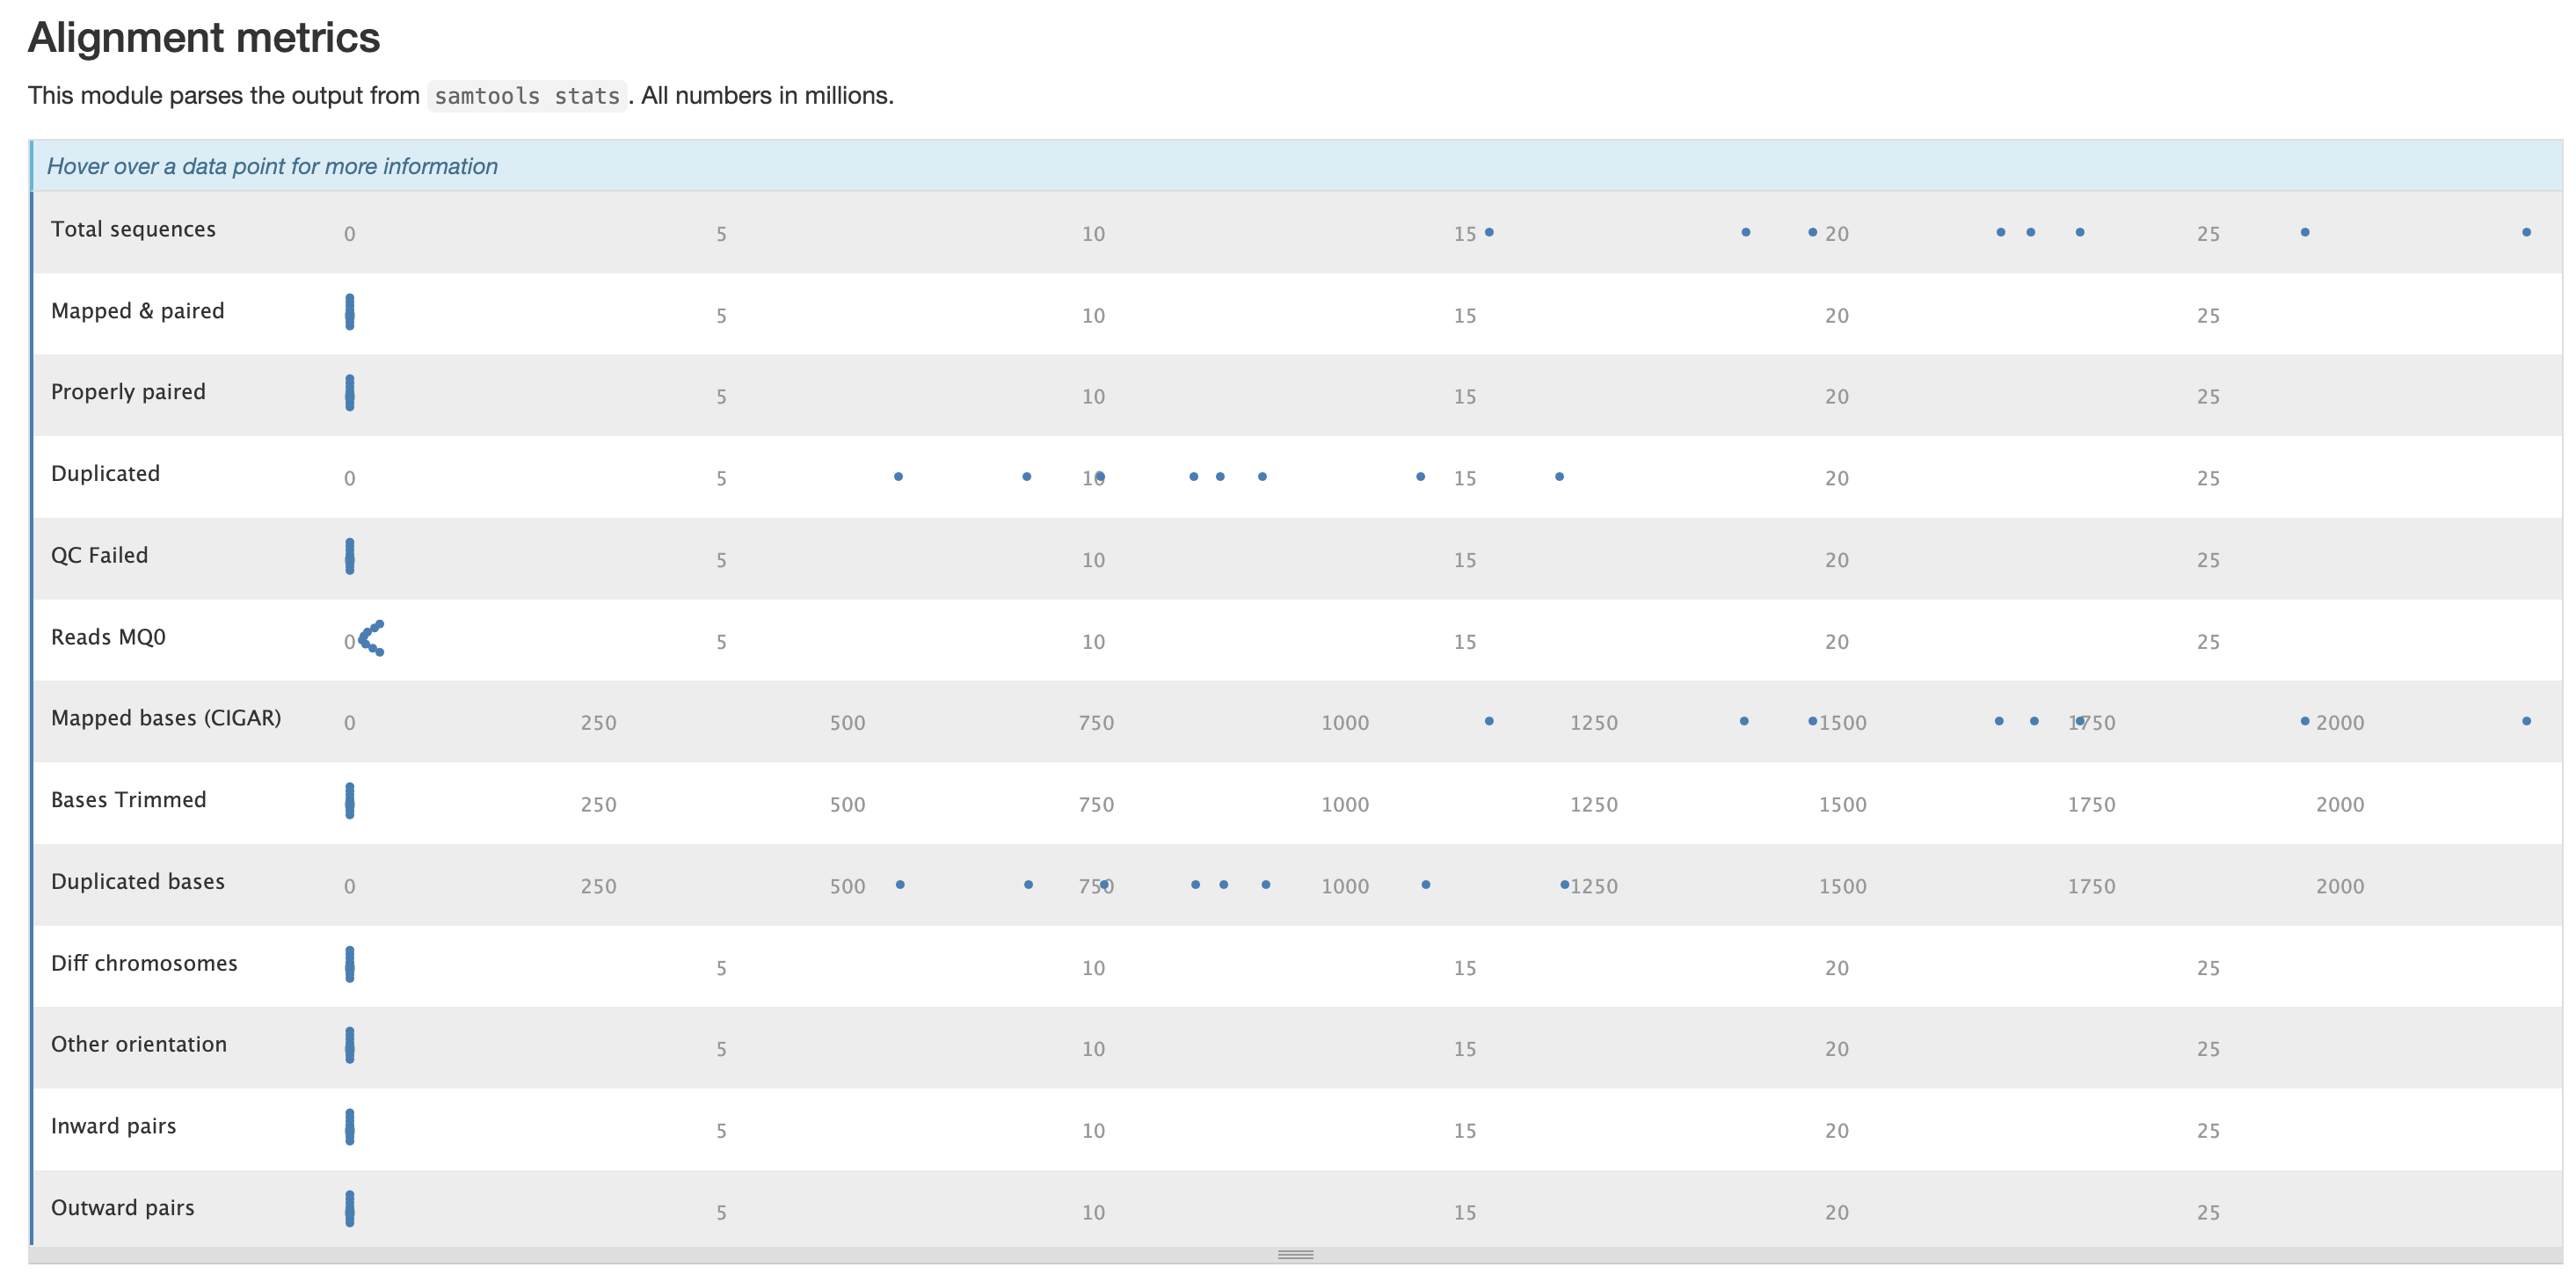 Alignment metrics
This module parses the output from samtools stats. All numbers in millions.
Hover over a data point for more information
Total sequences 0 5 10 15 20 25
Mapped & paired 5 10 15 20 25
Properly paired 5 10 15 20 25
Duplicated 0 5 10 15 20 25
QC Failed 5 10 15 20 25
Reads MQ0 0 5 10 15 20 25
Mapped bases (CIGAR) 0 250 500 750 1000 1250 1500 1750 2000
Bases Trimmed 250 500 750 1000 1250 1500 1750 2000
Duplicated bases 0 250 500 750 1000 1250 1500 1750 2000
Diff chromosomes 5 10 15 20 25
Other orientation 5 10 15 20 25
Inward pairs 5 10 15 20 25
Outward pairs 5 10 15 20 25